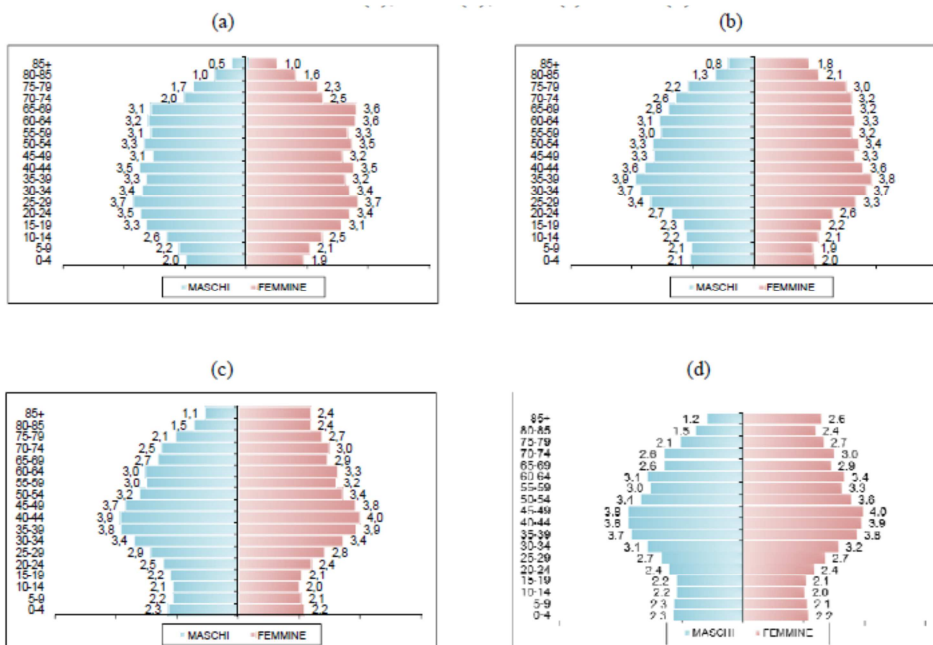 (a)
85+ 0,5 1,0
80-85 1,0 1,6
75-79 1,7 2,3
70-74 2,0 2,5
65-69 3,1 3,6
60-64 3,2 3,6
55-59 3,1 3,3
50-54 3,3 3,5
45-49 3,1 3,2
40-44 3,5 3,5
35-39 3,3 3,2
30-34 3,4 3,4
25-29 3,7 3,7
20-24 3,5 3,4
15-19 3,3 3,1
10-14 2,6 2,5
5-9 2,2 2,1
0-4 2,0 1,9
MASCHI FEMMINE
(b)
85+ 0,8 1,8
80-85 1,3 2,1
75-79 2,2 3,0
70-74 2,6 3,2
65-69 2,8 3,2
60-64 3,1 3,3
55-59 3,0 3,2
50-54 3,3 3,4
45-49 3,3 3,3
40-44 3,6 3,6
35-39 3,9 3,8
30-34 3,7 3,7
25-29 3,4 3,3
20-24 2,7 2,6
15-19 2,3 2,2
10-14 2,2 2,1
5-9 2,1 1,9
0-4 2,1 2,0
MASCHI FEMMINE
(c)
85+ 1,1 2,4
80-85 1,5 2,4
75-79 2,1 2,7
70-74 2,5 3,0
65-69 2,7 2,9
60-64 3,0 3,3
55-59 3,0 3,2
50-54 3,2 3,4
45-49 3,7 3,8
40-44 3,9 4,0
35-39 3,8 3,9
30-34 3,4 3,4
25-29 2,9 2,8
20-24 2,5 2,4
15-19 2,2 2,1
10-14 2,1 2,0
5-9 2,2 2,1
0-4 2,3 2,2
MASCHI FEMMINE
(d)
85+ 1.2 2.6
80-85 1.5 2.4
75-79 2.1 2.7
70-74 2.6 3.0
65-69 2.6 2.9
60-64 3.1 3.4
55-59 3.0 3.3
50-54 3.6
45-49 4.0
40-44 3.9
35-39 3.7 3.8
30-34 3.1 3.2
25-29 2.7 2.7
20-24 2.4 2.4
15-19 2.2 2.1
10-14 2.2 2.0
5-9 2.3 2.1
0-4 2.3 2.2
MASCHI FEMMINE